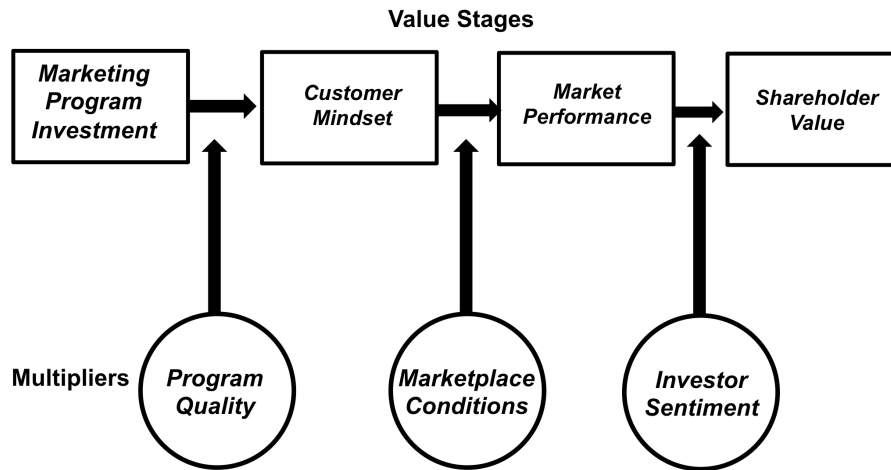 Value Stages
Marketing
Program
Investment
Customer
Mindset
Market
Performance
Shareholder
Value
Multipliers
Program
Quality
Marketplace
Conditions
Investor
Sentiment